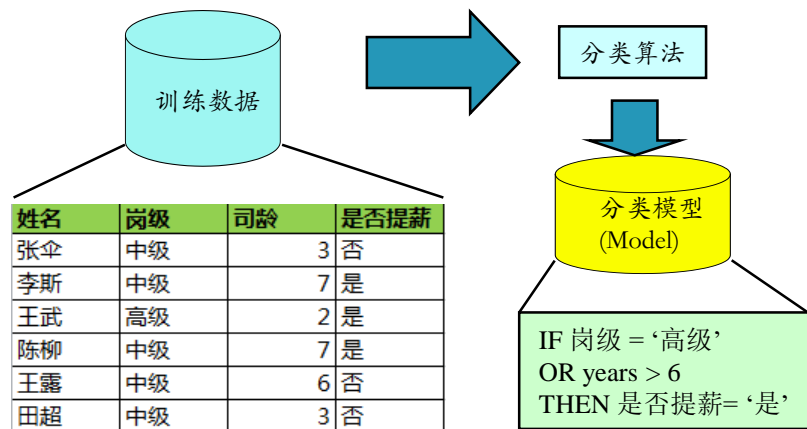 训练数据
分类算法
分类模型
(Model)
姓名 岗级 司龄 是否提薪
张伞 中级 3 否
李斯 中级 7 是
王武 高级 2 是
陈柳 中级 7 是
王露 中级 6 否
田超 中级 3 否
IF 岗级 = ‘高级’
OR years > 6
THEN 是否提薪= ‘是’